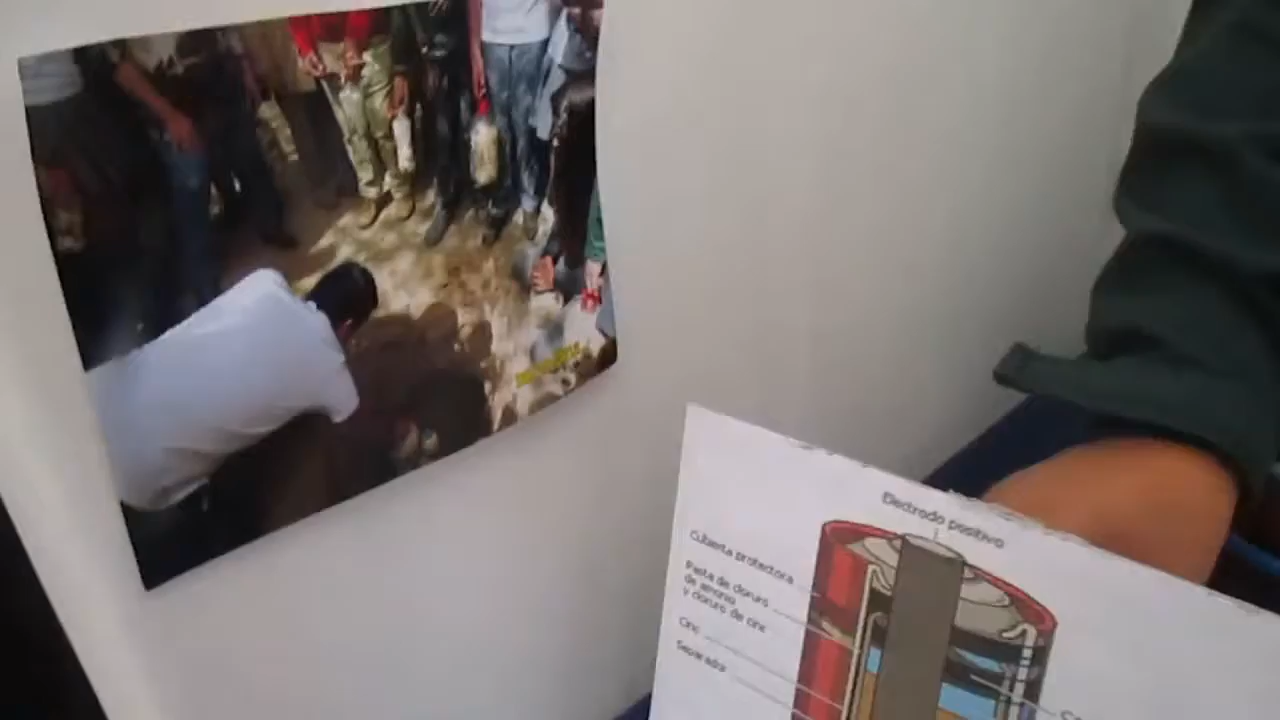 Electrodo positivo
Cubierta protectora
Pasta de cloruro
de amonio
y cloruro de cinc
Cinc
Separador